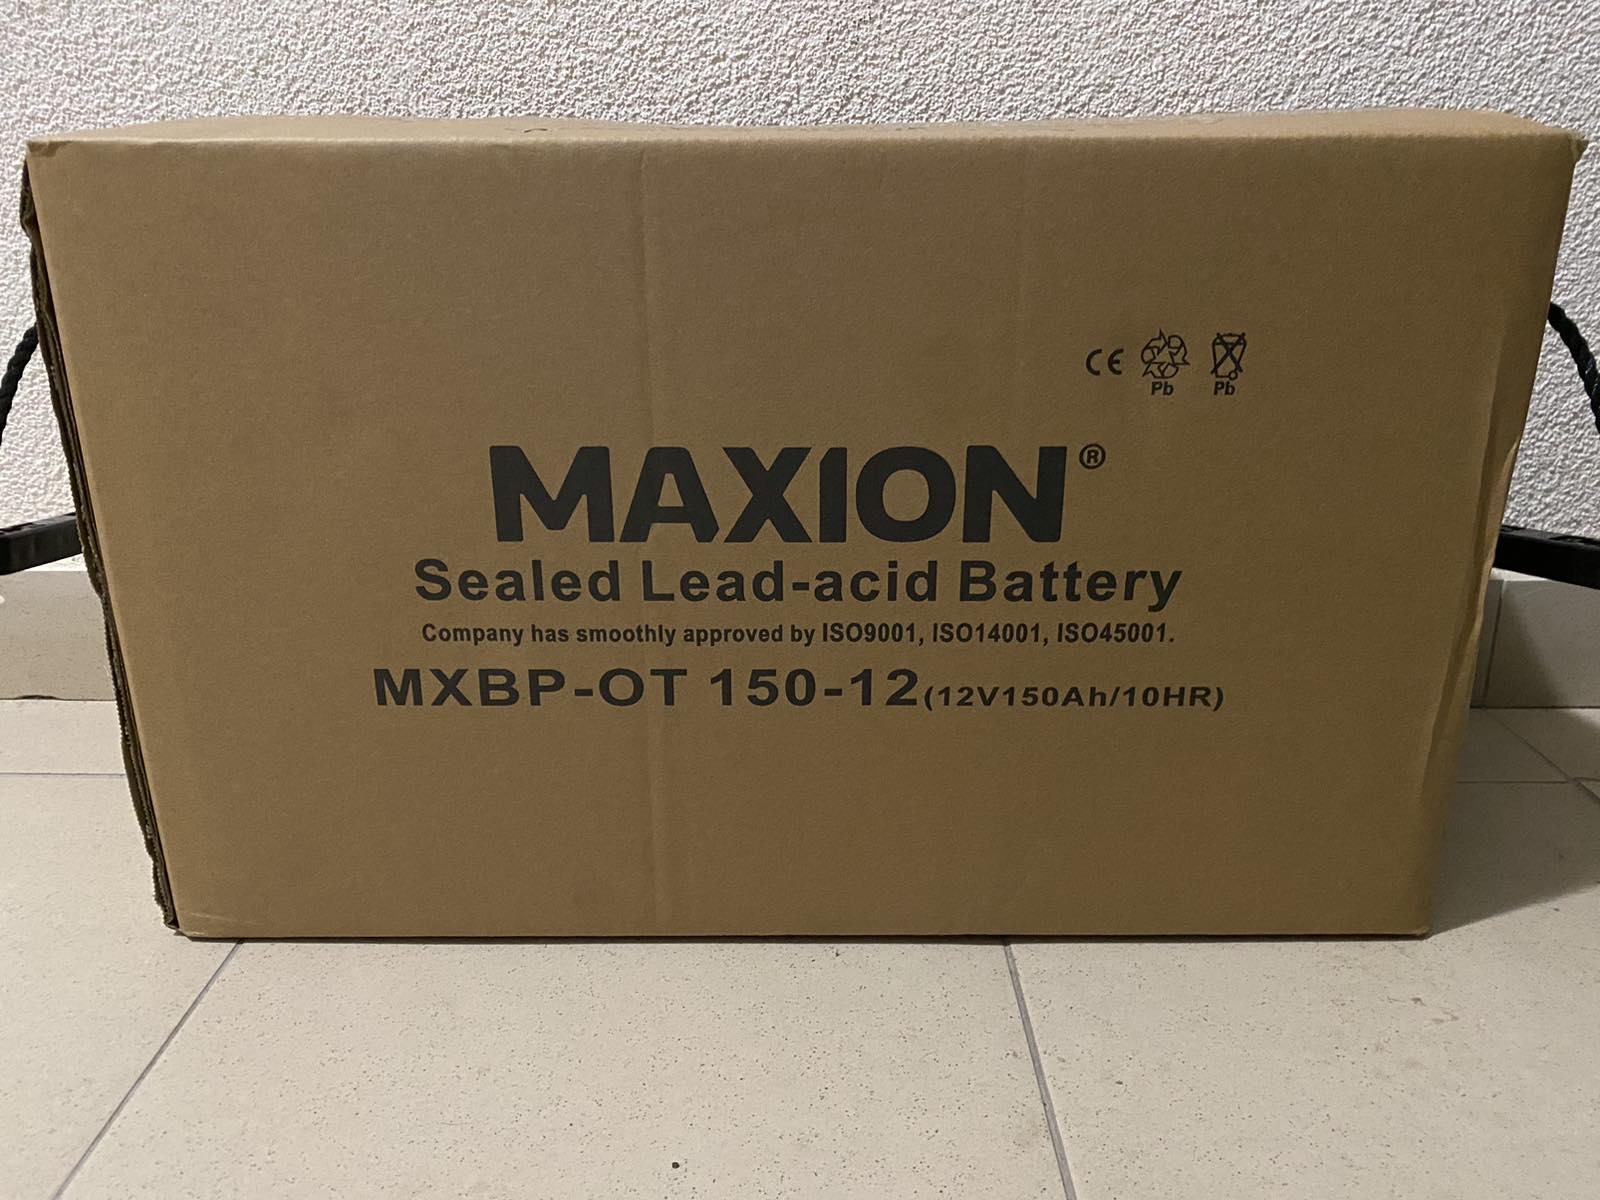 CE
Pb Pb
MAXION®
Sealed Lead-acid Battery
Company has smoothly approved by ISO9001, ISO14001, ISO45001.
MXBP-OT 150-12(12V150Ah/10HR)